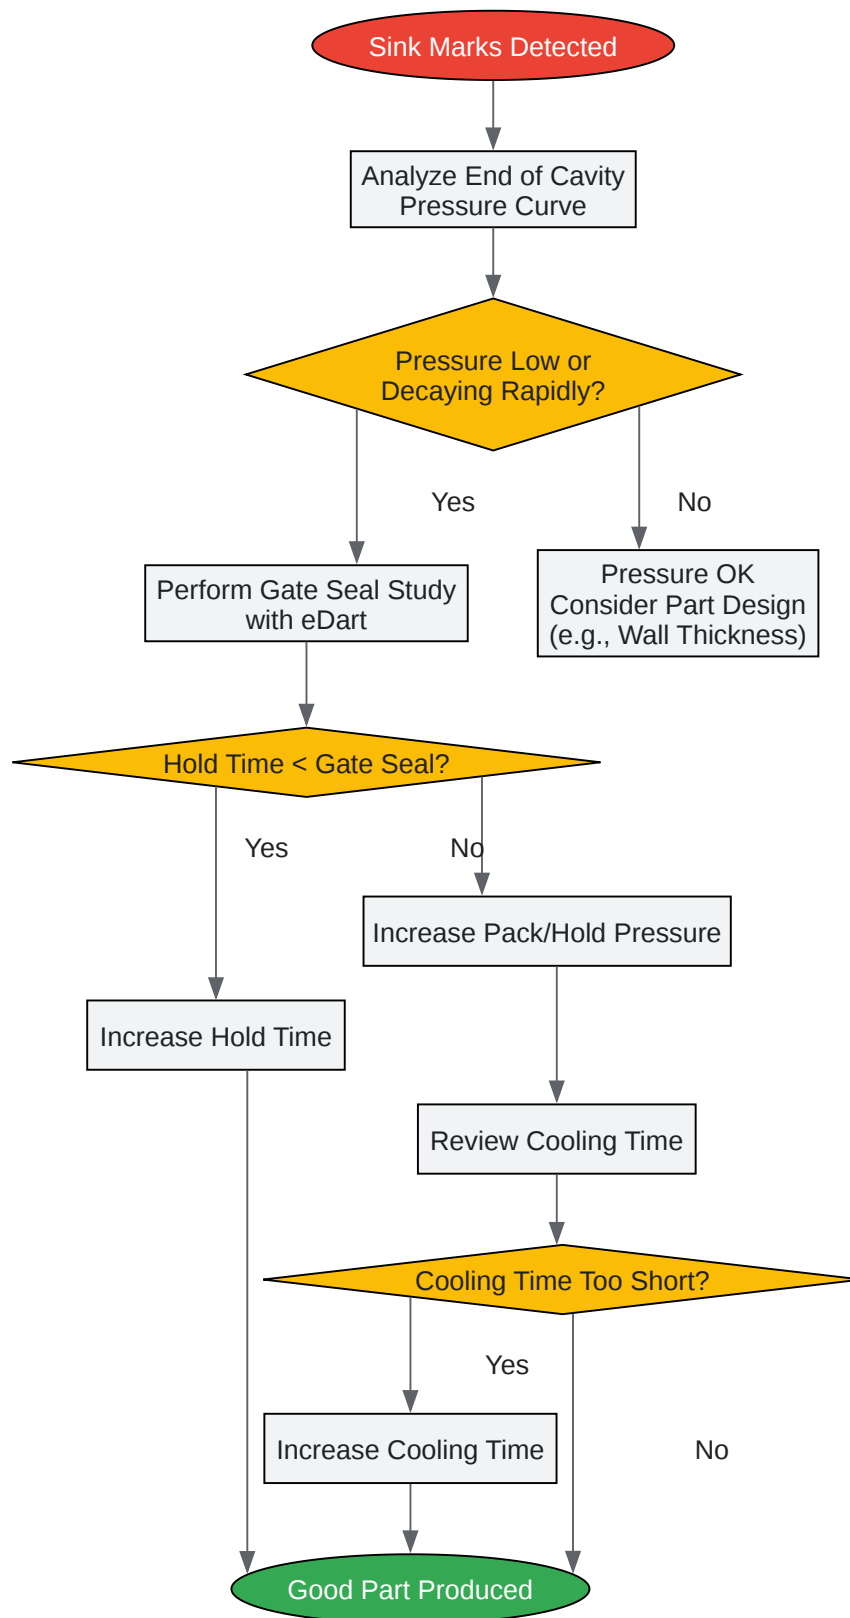 Sink Marks Detected
Analyze End of Cavity
Pressure Curve
Pressure Low or
Decaying Rapidly?
Yes
No
Perform Gate Seal Study
with eDart
Pressure OK
Consider Part Design
(e.g., Wall Thickness)
Hold Time < Gate Seal?
Yes
No
Increase Pack/Hold Pressure
Increase Hold Time
Review Cooling Time
Cooling Time Too Short?
Yes
Increase Cooling Time
No
Good Part Produced